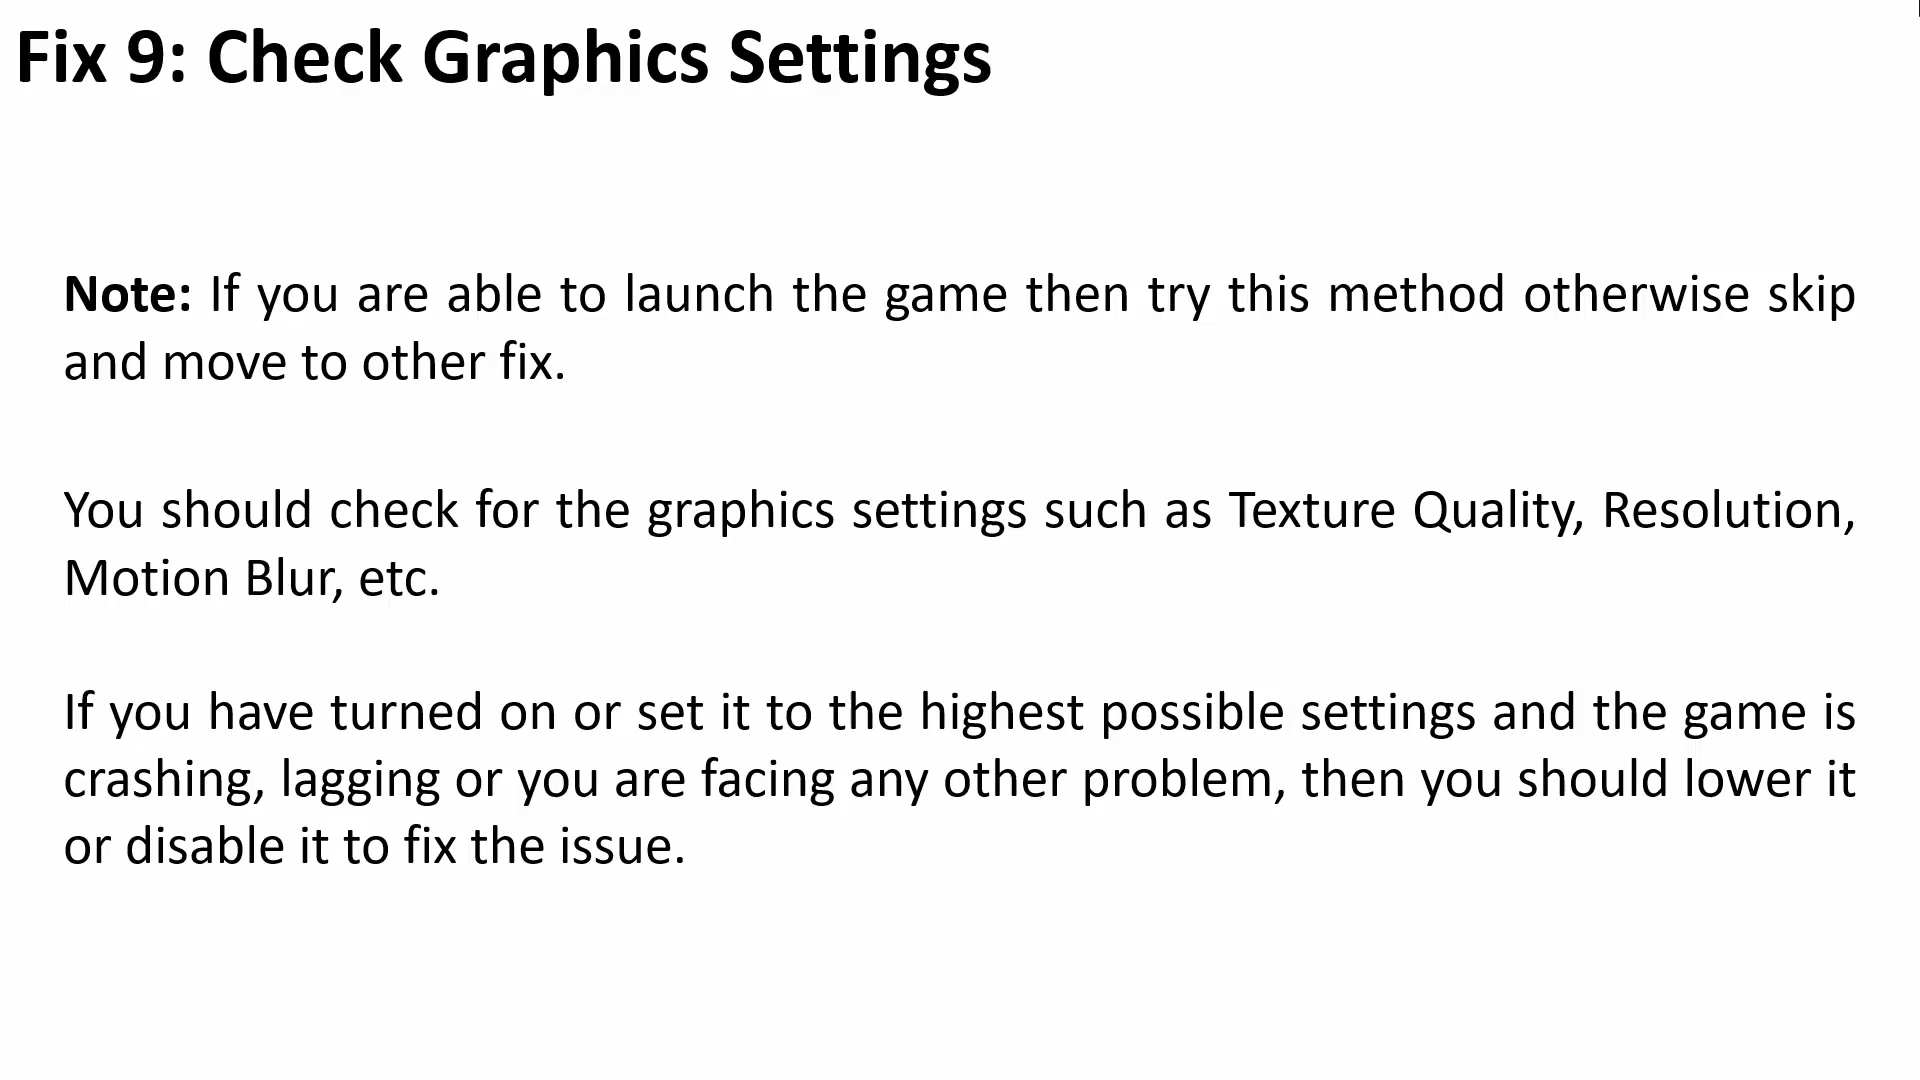 Fix 9: Check Graphics Settings
Note: If you are able to launch the game then try this method otherwise skip
and move to other fix.
You should check for the graphics settings such as Texture Quality, Resolution,
Motion Blur, etc.
If you have turned on or set it to the highest possible settings and the game is
crashing, lagging or you are facing any other problem, then you should lower it
or disable it to fix the issue.